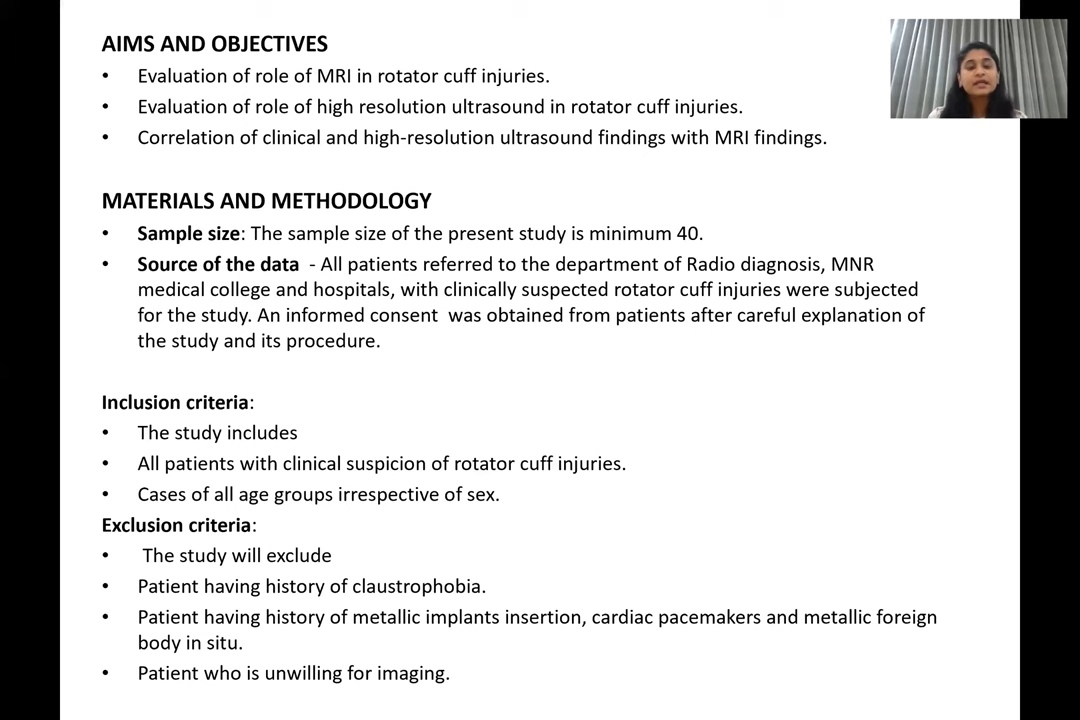 AIMS AND OBJECTIVES
• Evaluation of role of MRI in rotator cuff injuries.
• Evaluation of role of high resolution ultrasound in rotator cuff injuries.
• Correlation of clinical and high-resolution ultrasound findings with MRI findings.
MATERIALS AND METHODOLOGY
• Sample size: The sample size of the present study is minimum 40.
• Source of the data - All patients referred to the department of Radio diagnosis, MNR
medical college and hospitals, with clinically suspected rotator cuff injuries were subjected
for the study. An informed consent was obtained from patients after careful explanation of
the study and its procedure.
Inclusion criteria:
• The study includes
• All patients with clinical suspicion of rotator cuff injuries.
• Cases of all age groups irrespective of sex.
Exclusion criteria:
• The study will exclude
• Patient having history of claustrophobia.
• Patient having history of metallic implants insertion, cardiac pacemakers and metallic foreign
body in situ.
• Patient who is unwilling for imaging.